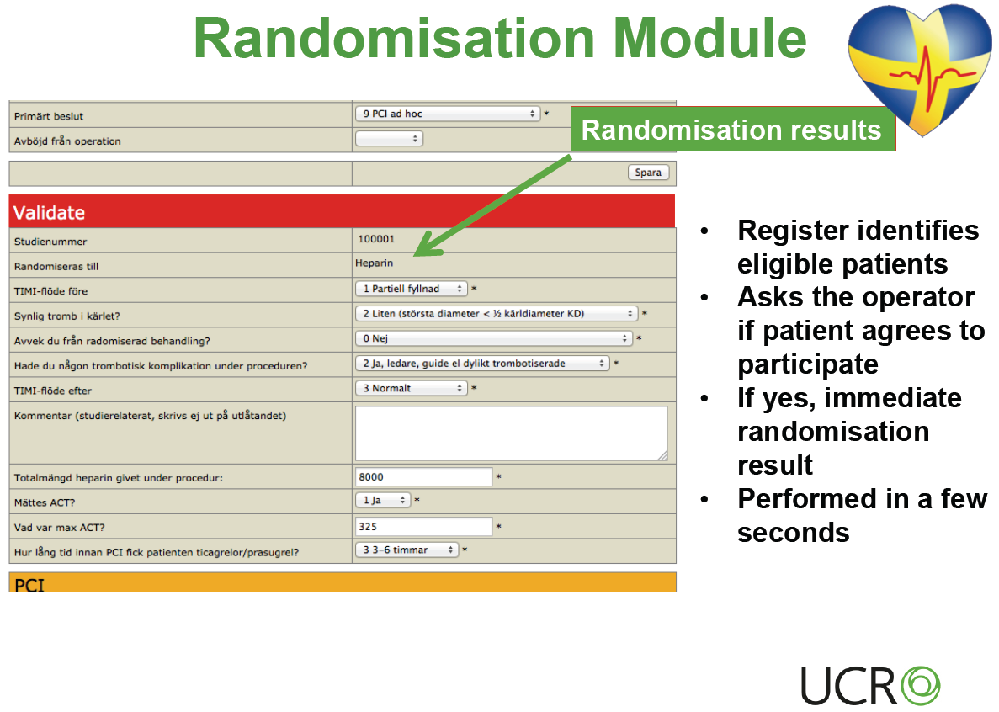 Randomisation Module
Primärt beslut
9 PCI ad hoc *
Avböjd från operation
Randomisation results
Spara
Validate
Studienummer
100001
Randomiseras till
Heparin
TIMI-flöde före
1 Partiell fyllnad *
Synlig tromb i kärlet?
2 Liten (största diameter < ½ kärldiameter KD) *
Avvek du från radomiserad behandling?
0 Nej *
Hade du någon trombotisk komplikation under proceduren?
2 Ja, ledare, guide el dylikt trombotiserade *
TIMI-flöde efter
3 Normalt *
Kommentar (studierelaterat, skrivs ej ut på utlåtandet)
Totalmängd heparin givet under procedur:
8000 *
Mättes ACT?
1 Ja *
Vad var max ACT?
325 *
Hur lång tid innan PCI fick patienten ticagrelor/prasugrel?
3 3–6 timmar *
PCI
• Register identifies
eligible patients
• Asks the operator
if patient agrees to
participate
• If yes, immediate
randomisation
result
• Performed in a few
seconds
UCR